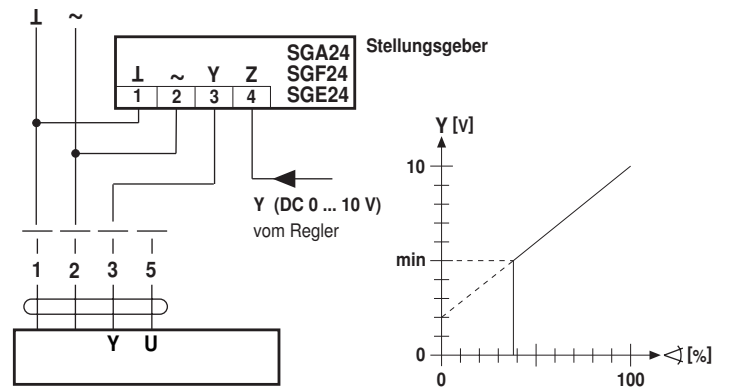 ⊥ ~
SGA24 Stellungsgeber
⊥ ~ Y Z SGF24
1 2 3 4 SGE24
Y (DC 0 ... 10 V)
vom Regler
1 2 3 5
Y U
Y [V]
10
min
0
0 100
[%]